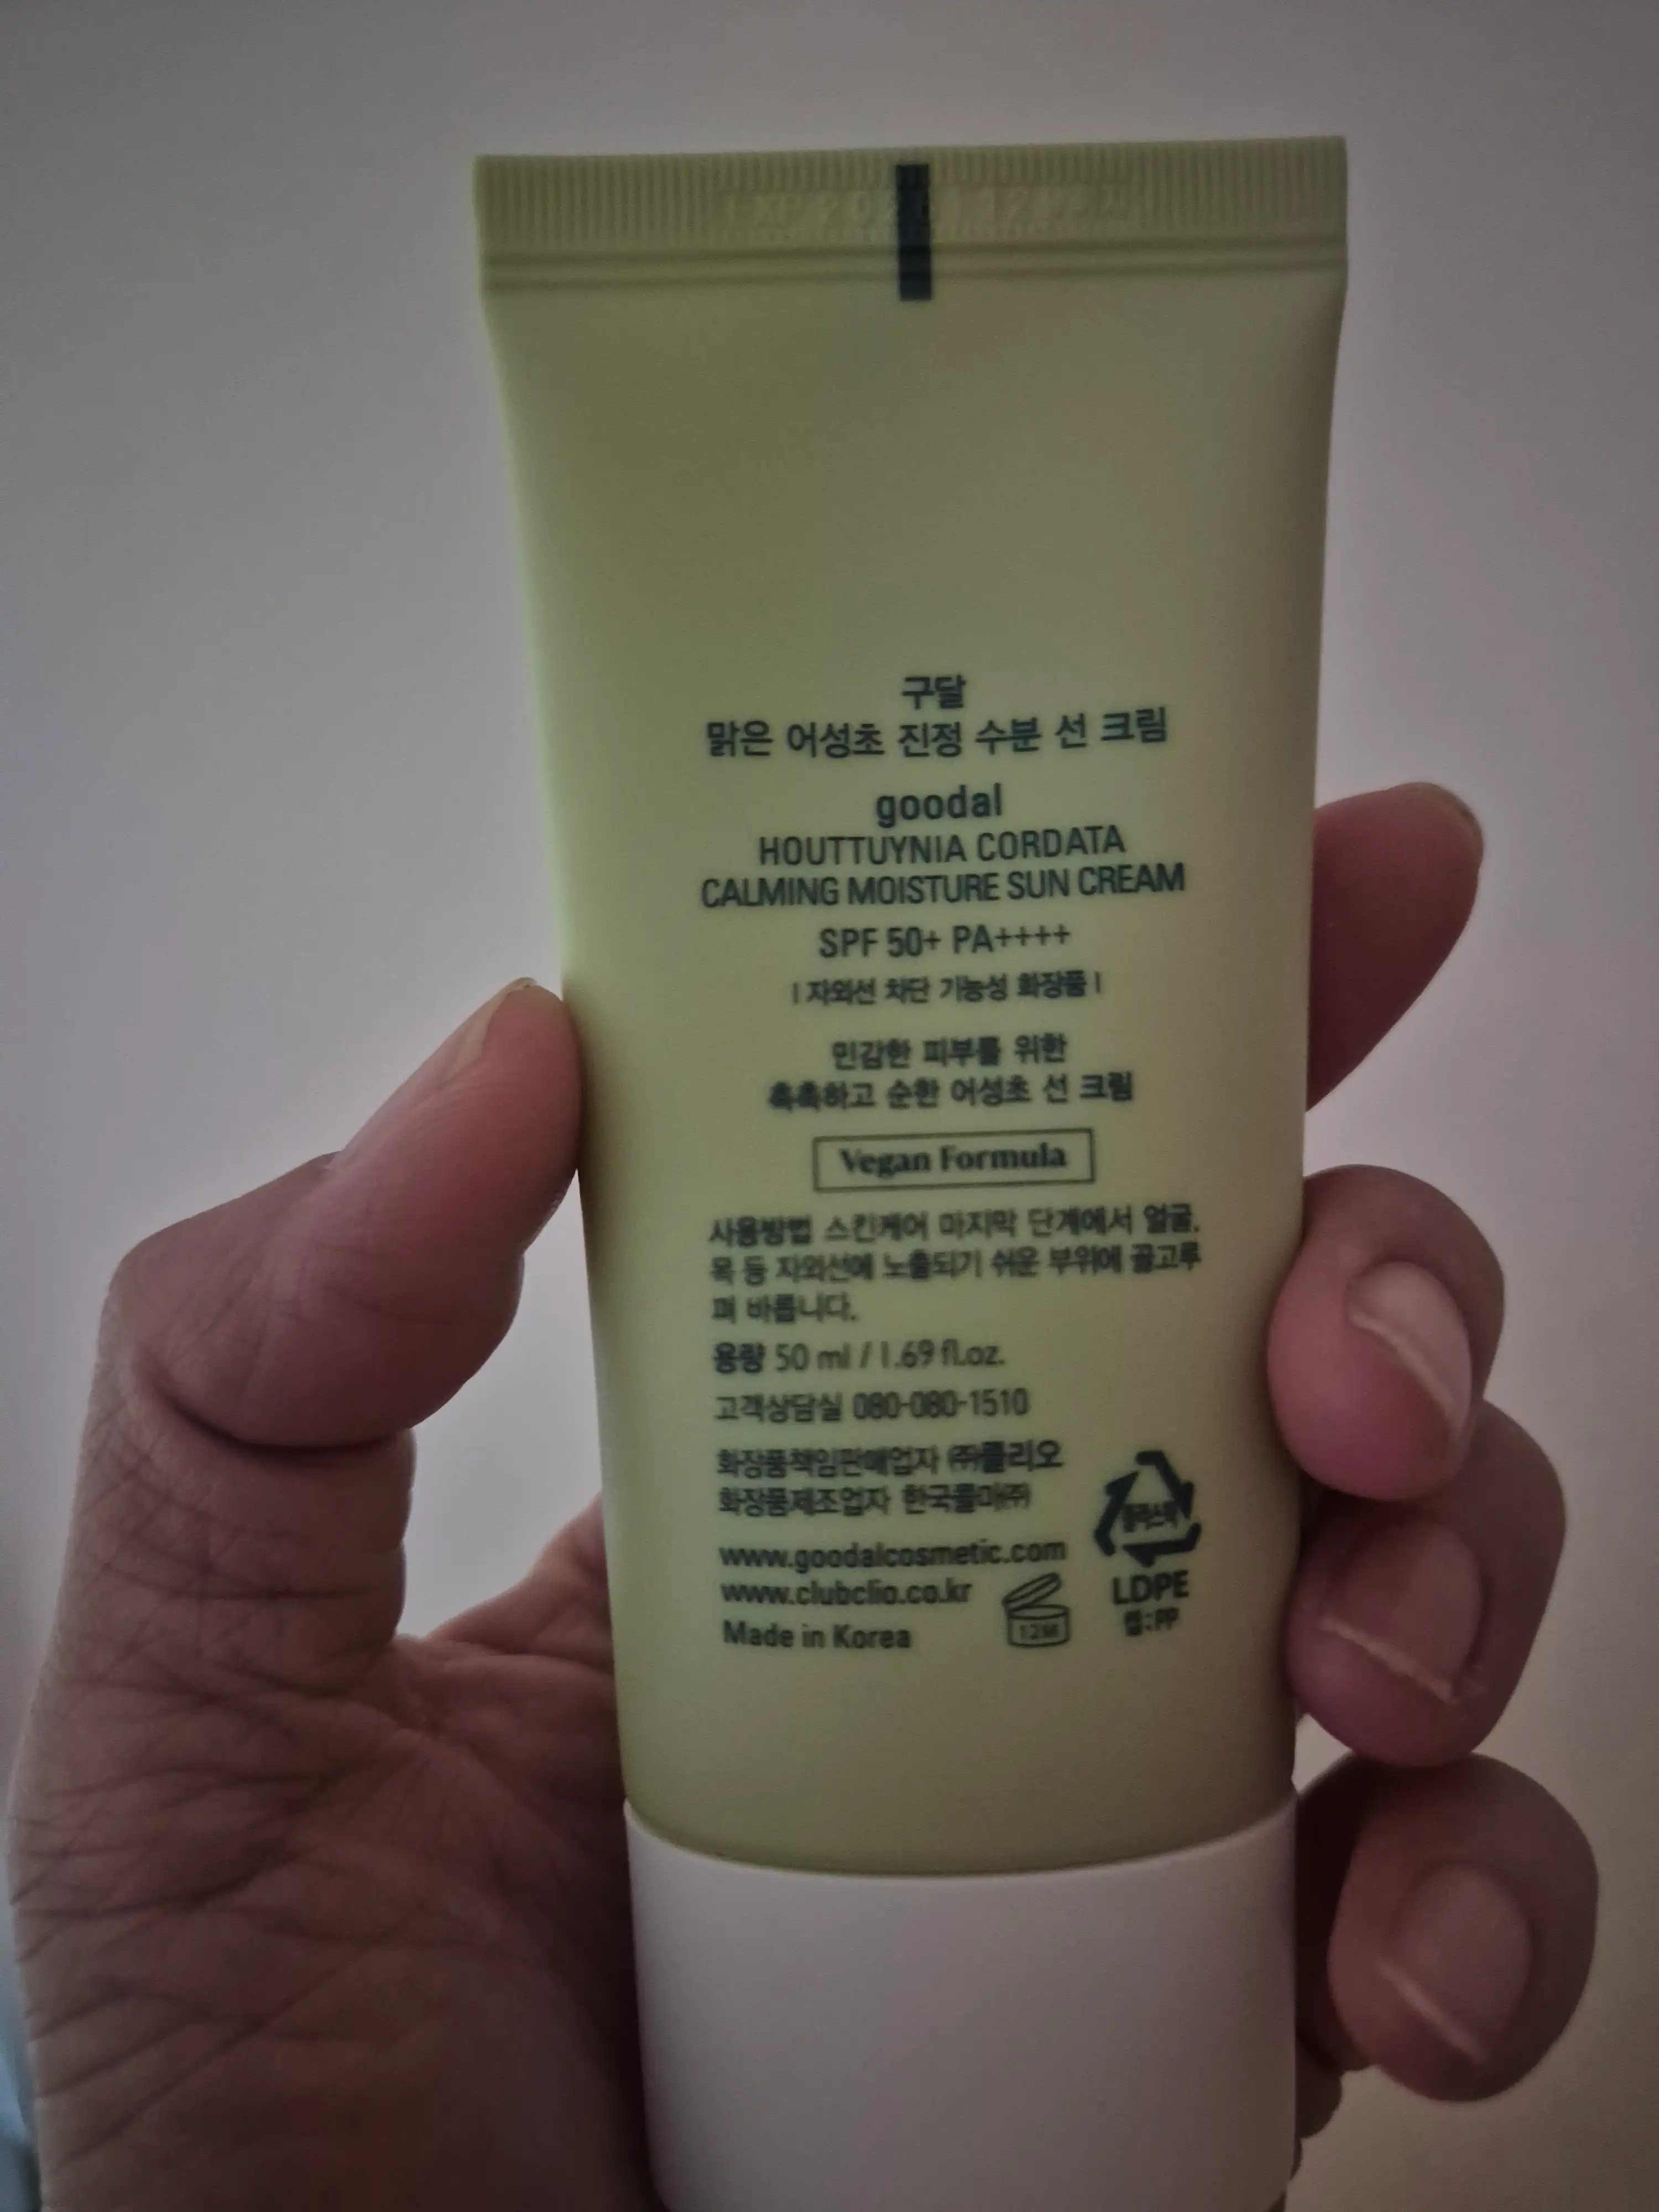 구달
맑은 어성초 진정 수분 선 크림
goodal
HOUTTUYNIA CORDATA
CALMING MOISTURE SUN CREAM
SPF 50+ PA++++
| 자외선 차단 기능성 화장품 |
민감한 피부를 위한
촉촉하고 순한 어성초 선 크림
Vegan Formula
사용방법 스킨케어 마지막 단계에서 얼굴,
목 등 자외선에 노출되기 쉬운 부위에 골고루
펴 바릅니다.
용량 50 ml / 1.69 fl.oz.
고객상담실 080-080-1510
화장품책임판매업자 ㈜클리오
화장품제조업자 한국콜마㈜
www.goodalcosmetic.com
www.clubclio.co.kr
Made in Korea
12M
플라스틱
LDPE
캡:PP